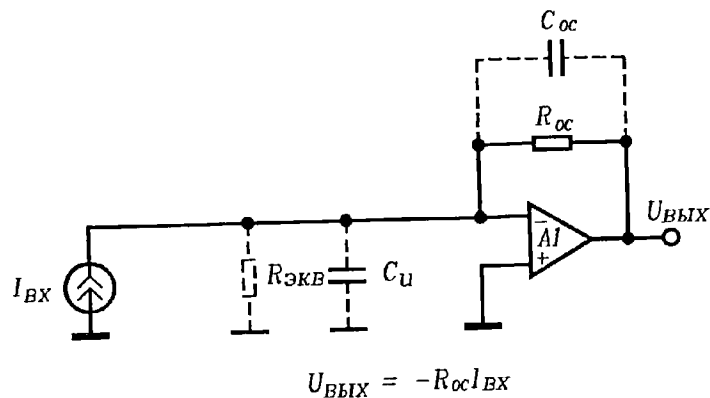 Cос
Rос
Uвых
−
A1
+
Iвх
Rэкв
Cи
Uвых = -RосIвх